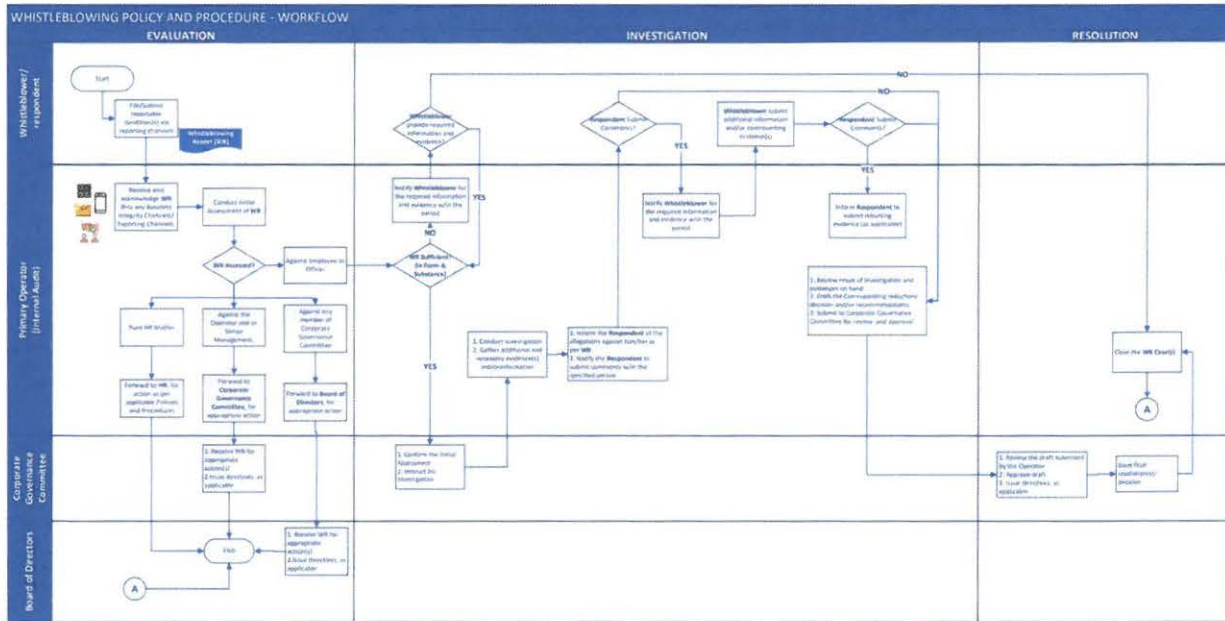 WHISTLEBLOWING POLICY AND PROCEDURE - WORKFLOW
EVALUATION
INVESTIGATION
RESOLUTION
Whistleblower/
respondent
Start
File/Submit
reportable
condition(s) via
reporting channels
Whistleblowing
Report (WR)
Whistleblower
provide required
information and
evidence?
NO
YES
Respondent Submit
Comments?
NO
YES
Whistleblower submit
additional information
and/or
evidence(s)
Respondent Submit
Comments?
NO
YES
Primary Operator
(Internal Audit)
Receive and
acknowledge WR
thru any Business
Integrity Channels/
Reporting Channels
Conduct initial
assessment of WR
WR Assessed?
Against Employee or
Officer
Notify Whistleblower for
the required information
and evidence with the
period
NO
WR Sufficient?
(in Form &
Substance)
YES
Notify Whistleblower for
the required information
and evidence with the
period
Inform Respondent to
submit rebutting
evidence (as applicable)
Pure HR Matter
Against the
Operator and or
Senior
Management,
Against any
member of
Corporate
Governance
Committee
Forward to HR, for
action as per
applicable Policies
and Procedures
Forward to
Corporate
Governance
Committee, for
appropriate action
Forward to Board of
Directors, for
appropriate action
1. Conduct investigation
2. Gather additional and
necessary evidence(s)
and/or information
1. Inform the Respondent of the
allegations against him/her as
per WR
2. Notify the Respondent to
submit comments with the
specified period
1. Review result of investigation and
evidences on hand
2. Draft the corresponding resolution/
decision and/or recommendations
3. Submit to Corporate Governance
Committee for review and approval
Close the WR Case(s)
A
Corporate
Governance
Committee
1. Receive WR for
appropriate
action(s)
2. Issue directives, as
applicable
1. Confirm the Initial
Assessment
2. Instruct
investigation
1. Review the draft submitted
by the Operator
2. Approve draft
3. Issue directives, as
applicable
Issue final
resolution(s)/
decision
Board of Directors
END
1. Receive WR for
appropriate
action(s)
2. Issue directives, as
applicable
A